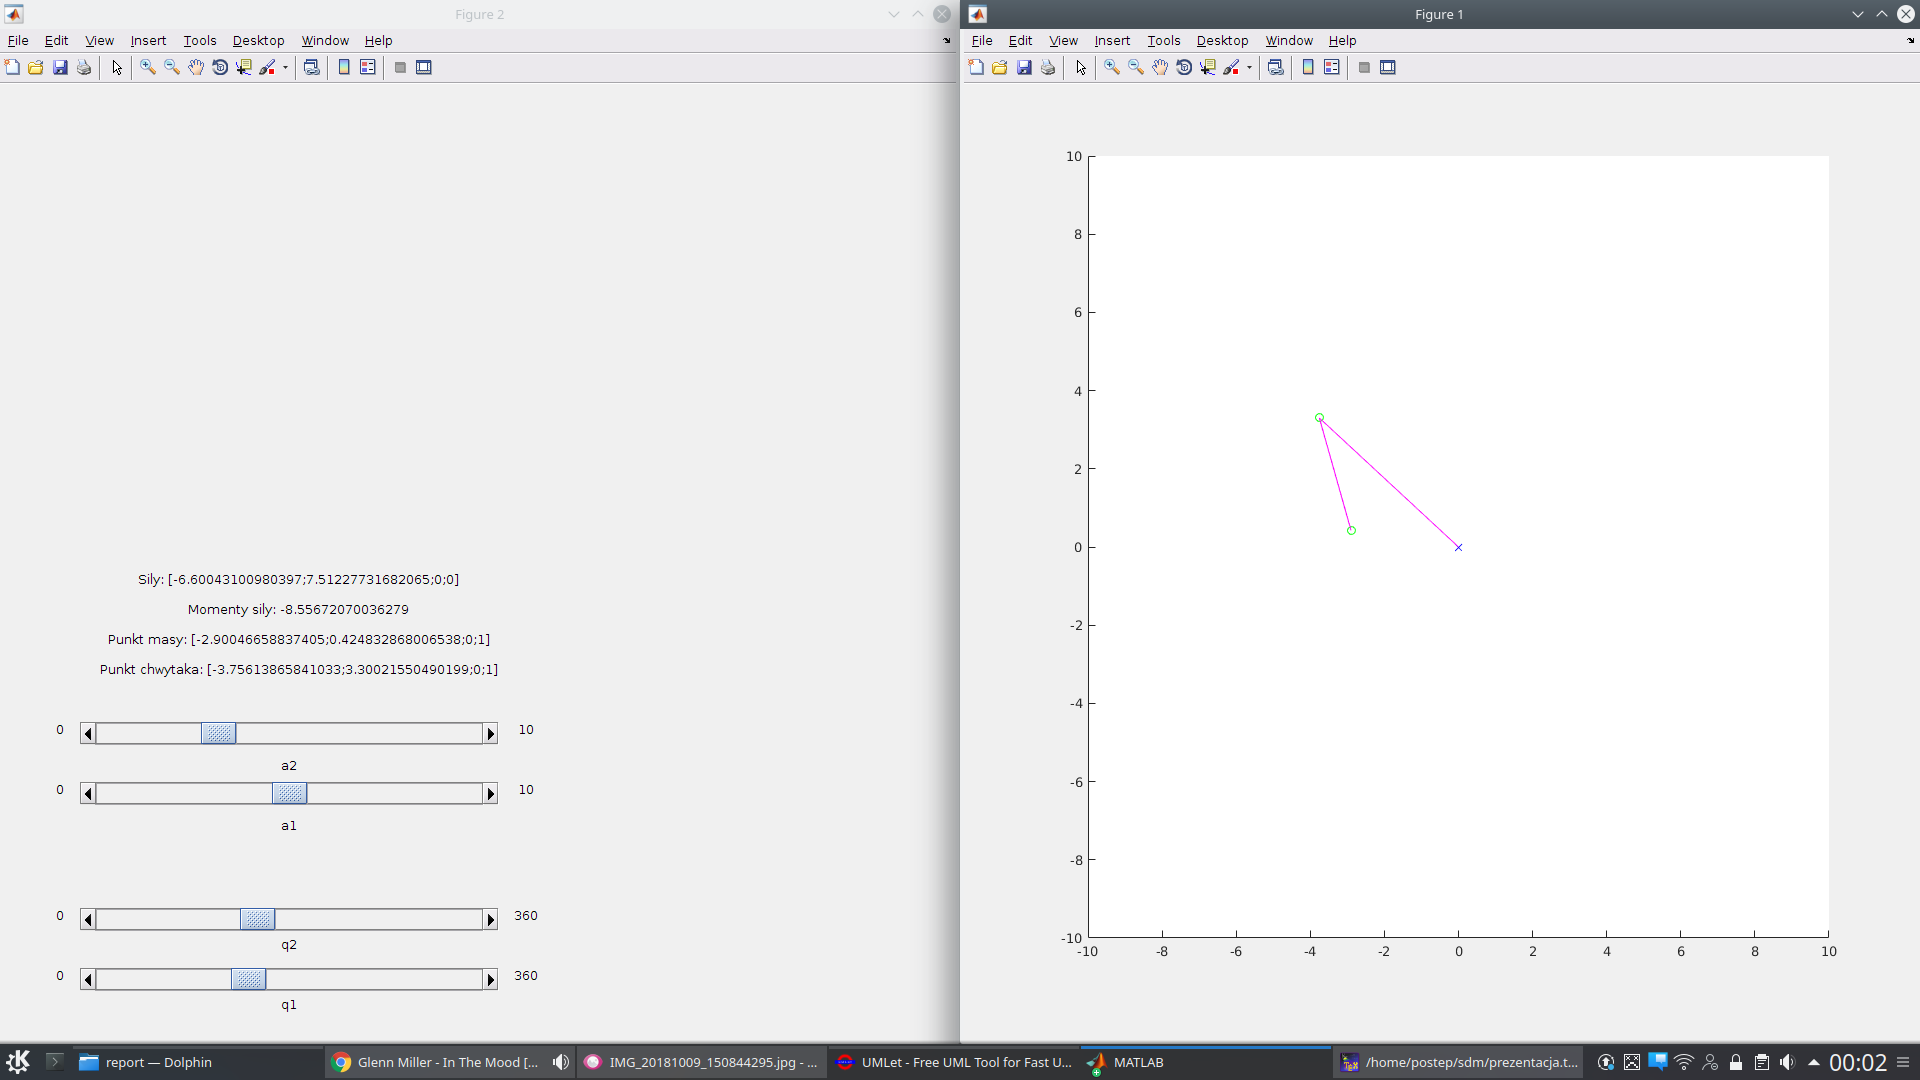 Figure 2
File Edit View Insert Tools Desktop Window Help
Sily: [-6.60043100980397;7.51227731682065;0;0]
Momenty sily: -8.55672070036279
Punkt masy: [-2.90046658837405;0.424832868006538;0;1]
Punkt chwytaka: [-3.75613865841033;3.30021550490199;0;1]
0 10
a2
0 10
a1
0 360
q2
0 360
q1
Figure 1
File Edit View Insert Tools Desktop Window Help
10
8
6
4
2
0
-2
-4
-6
-8
-10
-10 -8 -6 -4 -2 0 2 4 6 8 10
report — Dolphin
Glenn Miller - In The Mood [...
IMG_20181009_150844295.jpg - ...
UMLet - Free UML Tool for Fast U...
MATLAB
/home/postep/sdm/prezentacja.t...
00:02